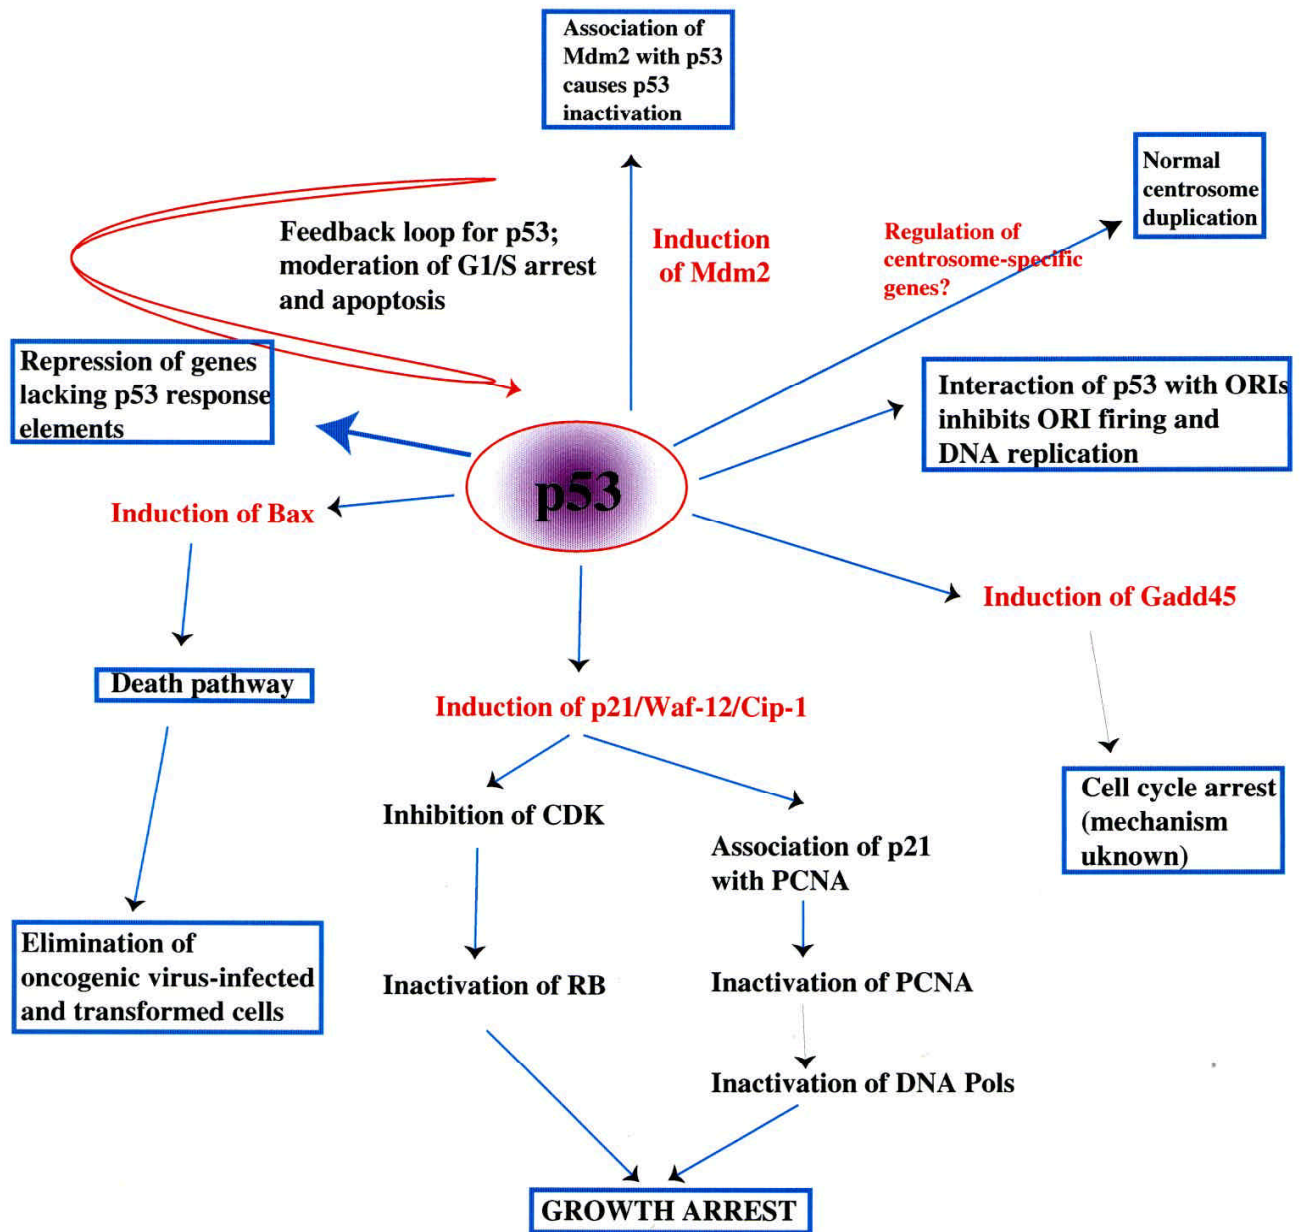 Association of
Mdm2 with p53
causes p53
inactivation
Normal
centrosome
duplication
Feedback loop for p53;
moderation of G1/S arrest
and apoptosis
Induction
of Mdm2
Regulation of
centrosome-specific
genes?
Repression of genes
lacking p53 response
elements
Interaction of p53 with ORIs
inhibits ORI firing and
DNA replication
p53
Induction of Bax
Induction of Gadd45
Death pathway
Induction of p21/Waf-12/Cip-1
Inhibition of CDK
Association of p21
with PCNA
Cell cycle arrest
(mechanism
uknown)
Elimination of
oncogenic virus-infected
and transformed cells
Inactivation of RB
Inactivation of PCNA
Inactivation of DNA Pols
GROWTH ARREST